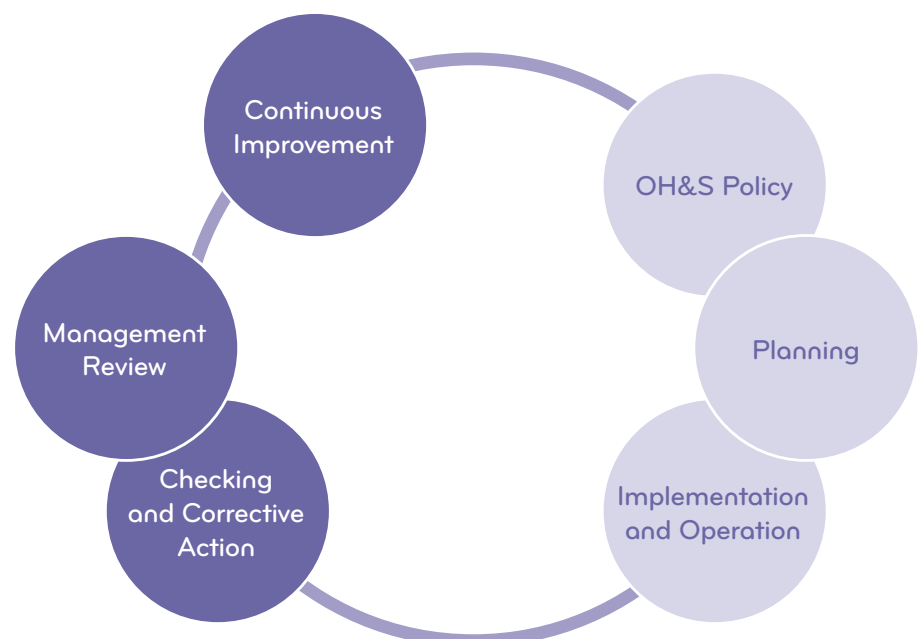 Continuous
Improvement
OH&S Policy
Management
Review
Planning
Checking
and Corrective
Action
Implementation
and Operation